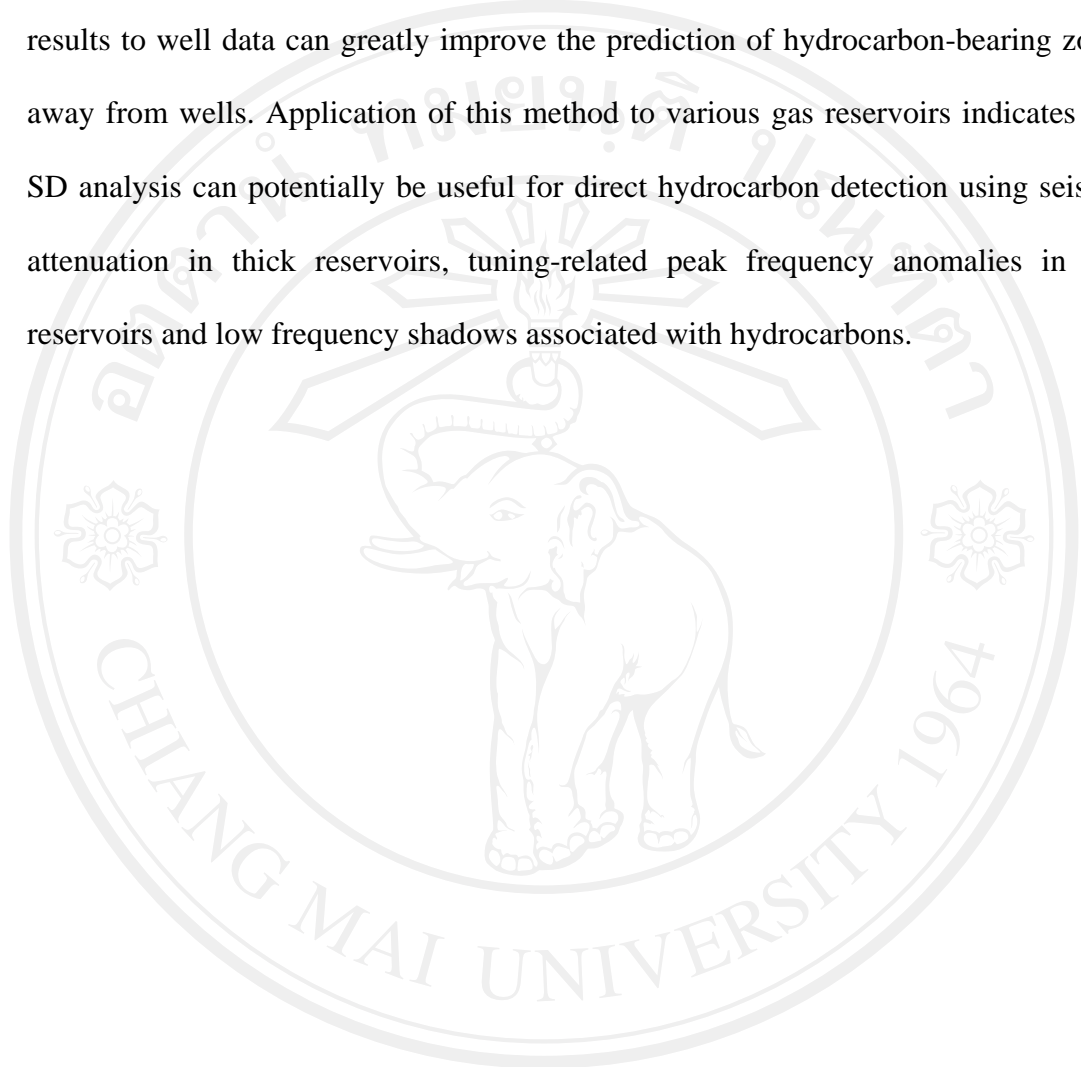 results to well data can greatly improve the prediction of hydrocarbon-bearing
away from wells. Application of this method to various gas reservoirs indicates
SD analysis can potentially be useful for direct hydrocarbon detection using
attenuation in thick reservoirs, tuning-related peak frequency anomalies in
reservoirs and low frequency shadows associated with hydrocarbons.
CHIANG MAI UNIVERSITY 1964